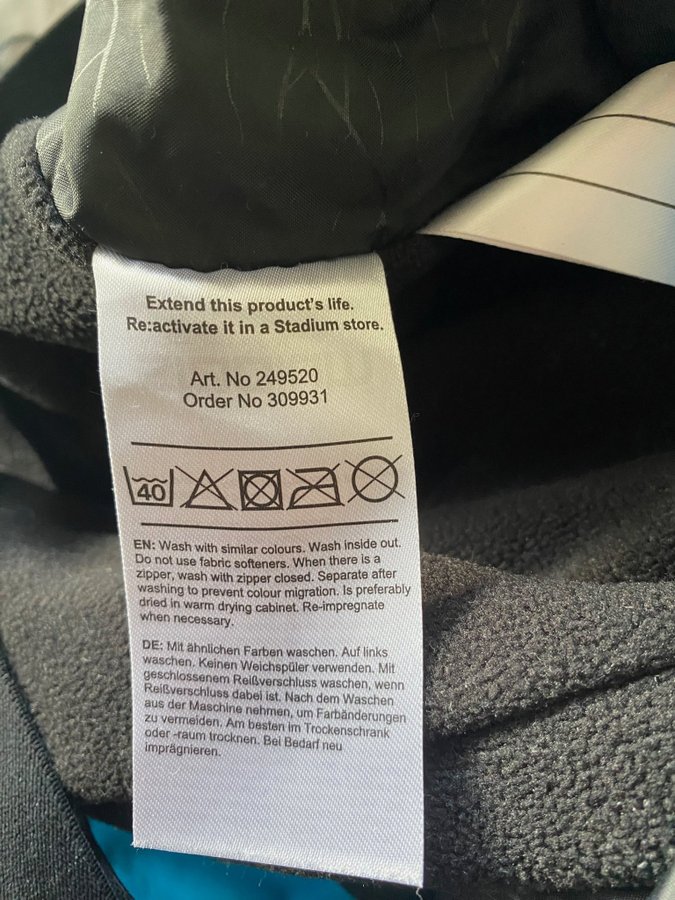 Extend this product's life.
Re:activate it in a Stadium store.
Art. No 249520
Order No 309931
40
EN: Wash with similar colours. Wash inside out.
Do not use fabric softeners. When there is a
zipper, wash with zipper closed. Separate after
washing to prevent colour migration. Is preferably
dried in warm drying cabinet. Re-impregnate
when necessary.
DE: Mit ähnlichen Farben waschen. Auf links
waschen. Keinen Weichspüler verwenden. Mit
geschlossenem Reißverschluss waschen, wenn
Reißverschluss dabei ist. Nach dem Waschen
aus der Maschine nehmen, um Farbänderungen
zu vermeiden. Am besten im Trockenschrank
oder -raum trocknen. Bei Bedarf neu
imprägnieren.